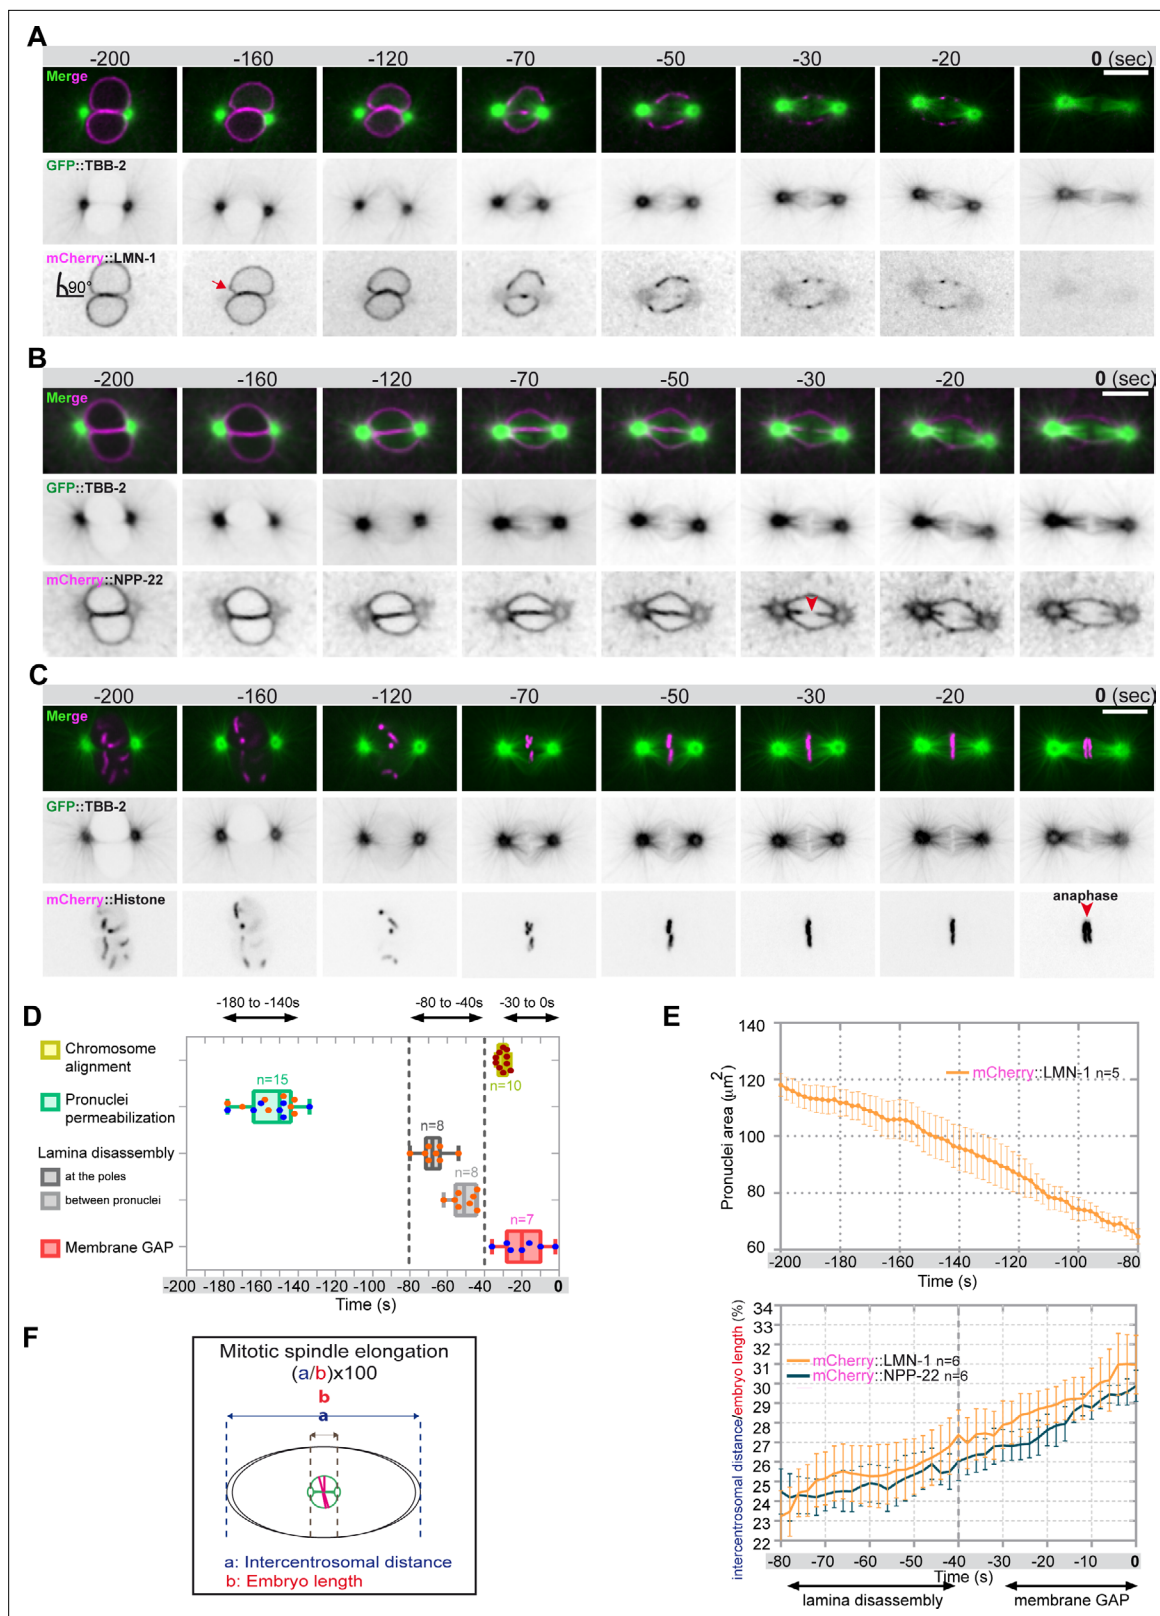 A
-200 -160 -120 -70 -50 -30 -20 0 (sec)
Merge
GFP::TBB-2
mCherry::LMN-1
90°
B
-200 -160 -120 -70 -50 -30 -20 0 (sec)
Merge
GFP::TBB-2
mCherry::NPP-22
C
-200 -160 -120 -70 -50 -30 -20 0 (sec)
Merge
GFP::TBB-2
mCherry::Histone
anaphase
D
-180 to -140s -80 to -40s -30 to 0s
Chromosome
alignment
n=10
Pronuclei
permeabilization
n=15
Lamina disassembly
at the poles
n=8
between pronuclei
n=8
Membrane GAP
n=7
-200 -180 -160 -140 -120 -100 -80 -60 -40 -20 0
Time (s)
E
Pronuclei area (µm²)
140
120
100
80
60
mCherry::LMN-1 n=5
-200 -180 -160 -140 -120 -100 -80
Time (s)
intercentrosomal distance/embryo length (%)
34
33
32
31
30
29
28
27
26
25
24
23
22
mCherry::LMN-1 n=6
mCherry::NPP-22 n=6
-80 -70 -60 -50 -40 -30 -20 -10 0
Time (s)
lamina disassembly membrane GAP
F
Mitotic spindle elongation
(a/b)x100
b
a
a: Intercentrosomal distance
b: Embryo length